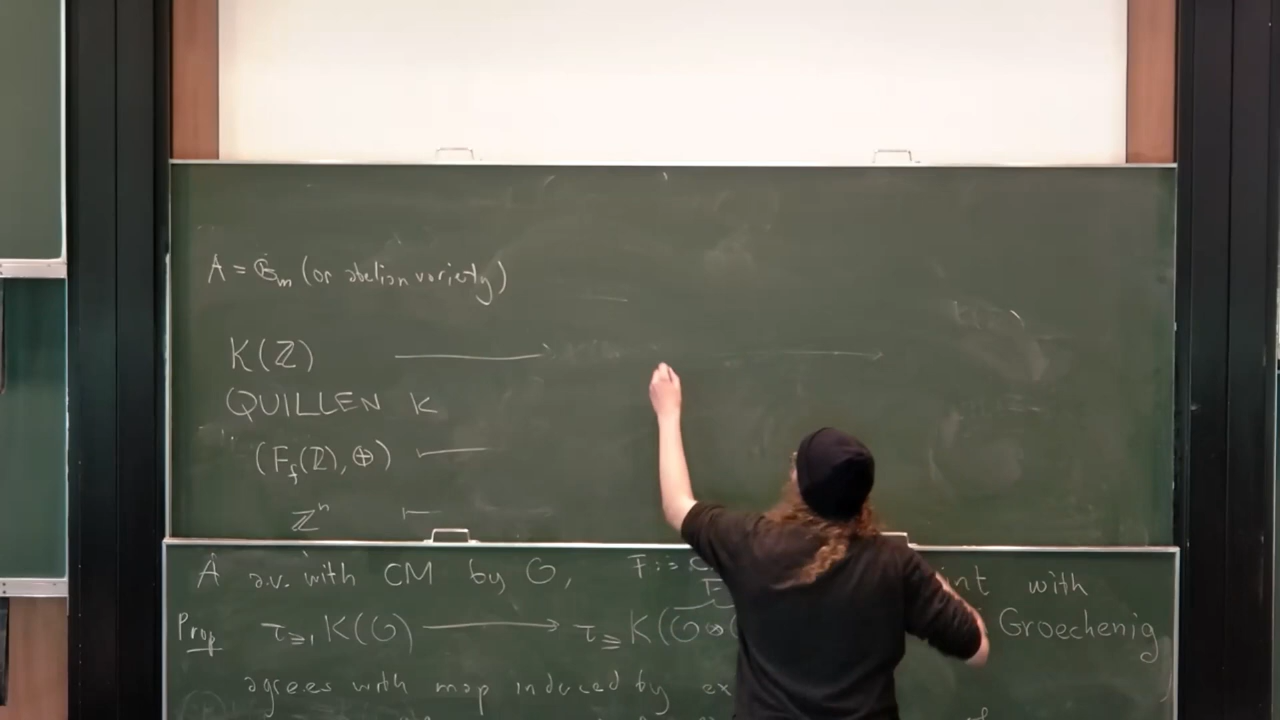 A = G_m (or abelian variety)
K(ℤ) ⟶
QUILLEN K
(F_f(ℤ), ⊕) ⟼
ℤⁿ ⟼
A a.v. with CM by O, F := joint with
Prop τ_≥1 K(O) ⟶ τ_≥ K(O ⊗ Groechenig
agrees with map induced by ex